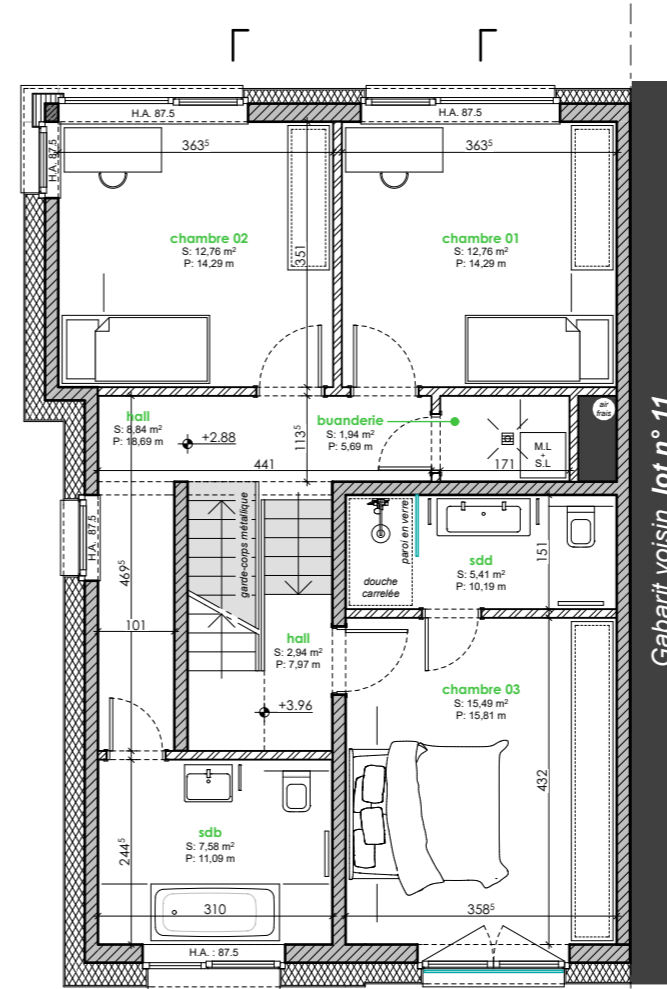 H.A. 87.5
H.A. 87.5
H.A. 87.5
363⁵
363⁵
chambre 02
S: 12,76 m²
P: 14,29 m
351
chambre 01
S: 12,76 m²
P: 14,29 m
hall
S: 8,84 m²
P: 18,69 m
+2.88
113⁵
buanderie
S: 1,94 m²
P: 5,69 m
air
frais
441
171
M.L
+
S.L
H.A. 87.5
469⁵
garde-corps métallique
paroi en verre
douche
carrelée
sdd
S: 5,41 m²
P: 10,19 m
151
101
hall
S: 2,94 m²
P: 7,97 m
+3.96
chambre 03
S: 15,49 m²
P: 15,81 m
432
sdb
S: 7,58 m²
P: 11,09 m
244⁵
310
358⁵
H.A. : 87.5
Gabarit voisin lot n° 11